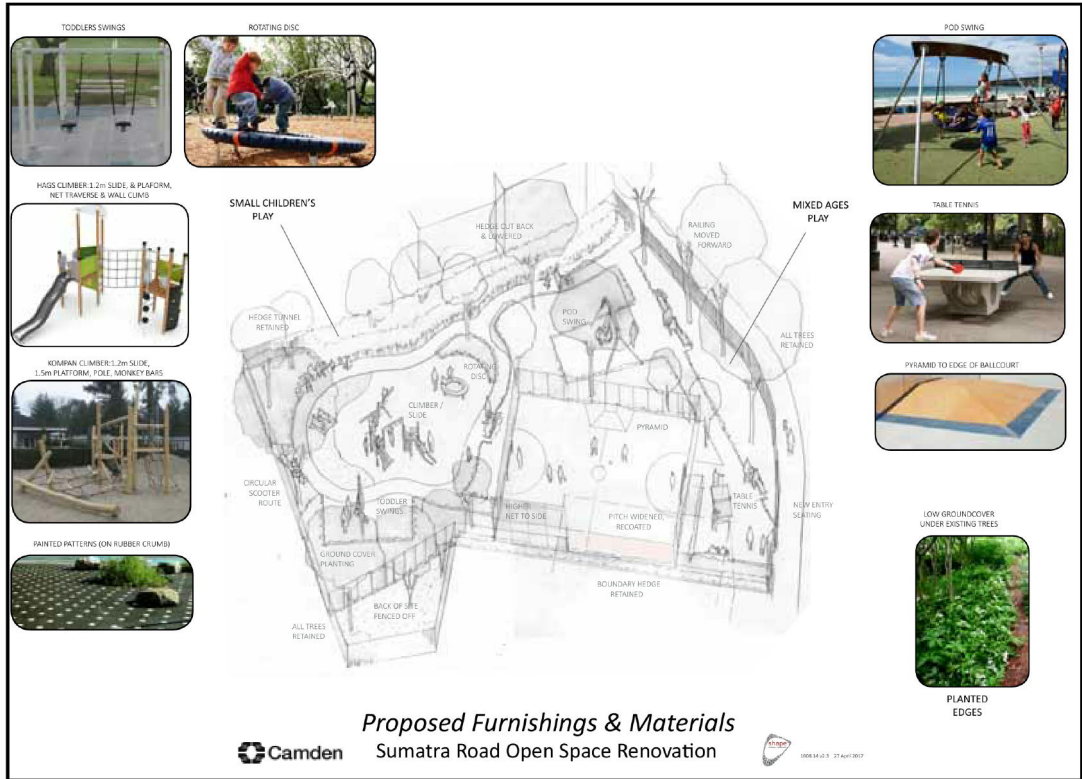 TODDLERS SWINGS
ROTATING DISC
POD SWING
HAGS CLIMBER:1.2m SLIDE, & PLAFORM,
NET TRAVERSE & WALL CLIMB
SMALL CHILDREN'S
PLAY
HEDGE CUT BACK
& LOWERED
RAILING
MOVED
FORWARD
MIXED AGES
PLAY
TABLE TENNIS
HEDGE TUNNEL
RETAINED
POD
SWING
ALL TREES
RETAINED
KOMPAN CLIMBER:1.2m SLIDE,
1.5m PLATFORM, POLE, MONKEY BARS
ROTATING
DISC
PYRAMID TO EDGE OF BALLCOURT
CLIMBER /
SLIDE
PYRAMID
CIRCULAR
SCOOTER
ROUTE
TODDLER
SWINGS
HIGHER
NET TO SIDE
PITCH WIDENED,
RECOATED
TABLE
TENNIS
NEW ENTRY
SEATING
LOW GROUNDCOVER
UNDER EXISTING TREES
PAINTED PATTERNS (ON RUBBER CRUMB)
GROUND COVER
PLANTING
BOUNDARY HEDGE
RETAINED
BACK OF SITE
FENCED OFF
ALL TREES
RETAINED
PLANTED
EDGES
Proposed Furnishings & Materials
Camden
Sumatra Road Open Space Renovation
shape
27 April 2017